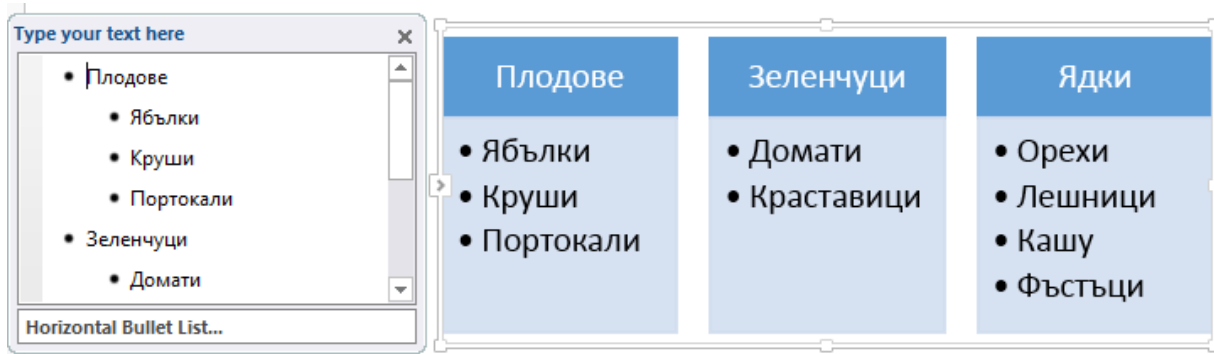 Type your text here
• Плодове
• Ябълки
• Круши
• Портокали
• Зеленчуци
• Домати
Horizontal Bullet List...
Плодове
• Ябълки
• Круши
• Портокали
Зеленчуци
• Домати
• Краставици
Ядки
• Орехи
• Лешници
• Кашу
• Фъстъци